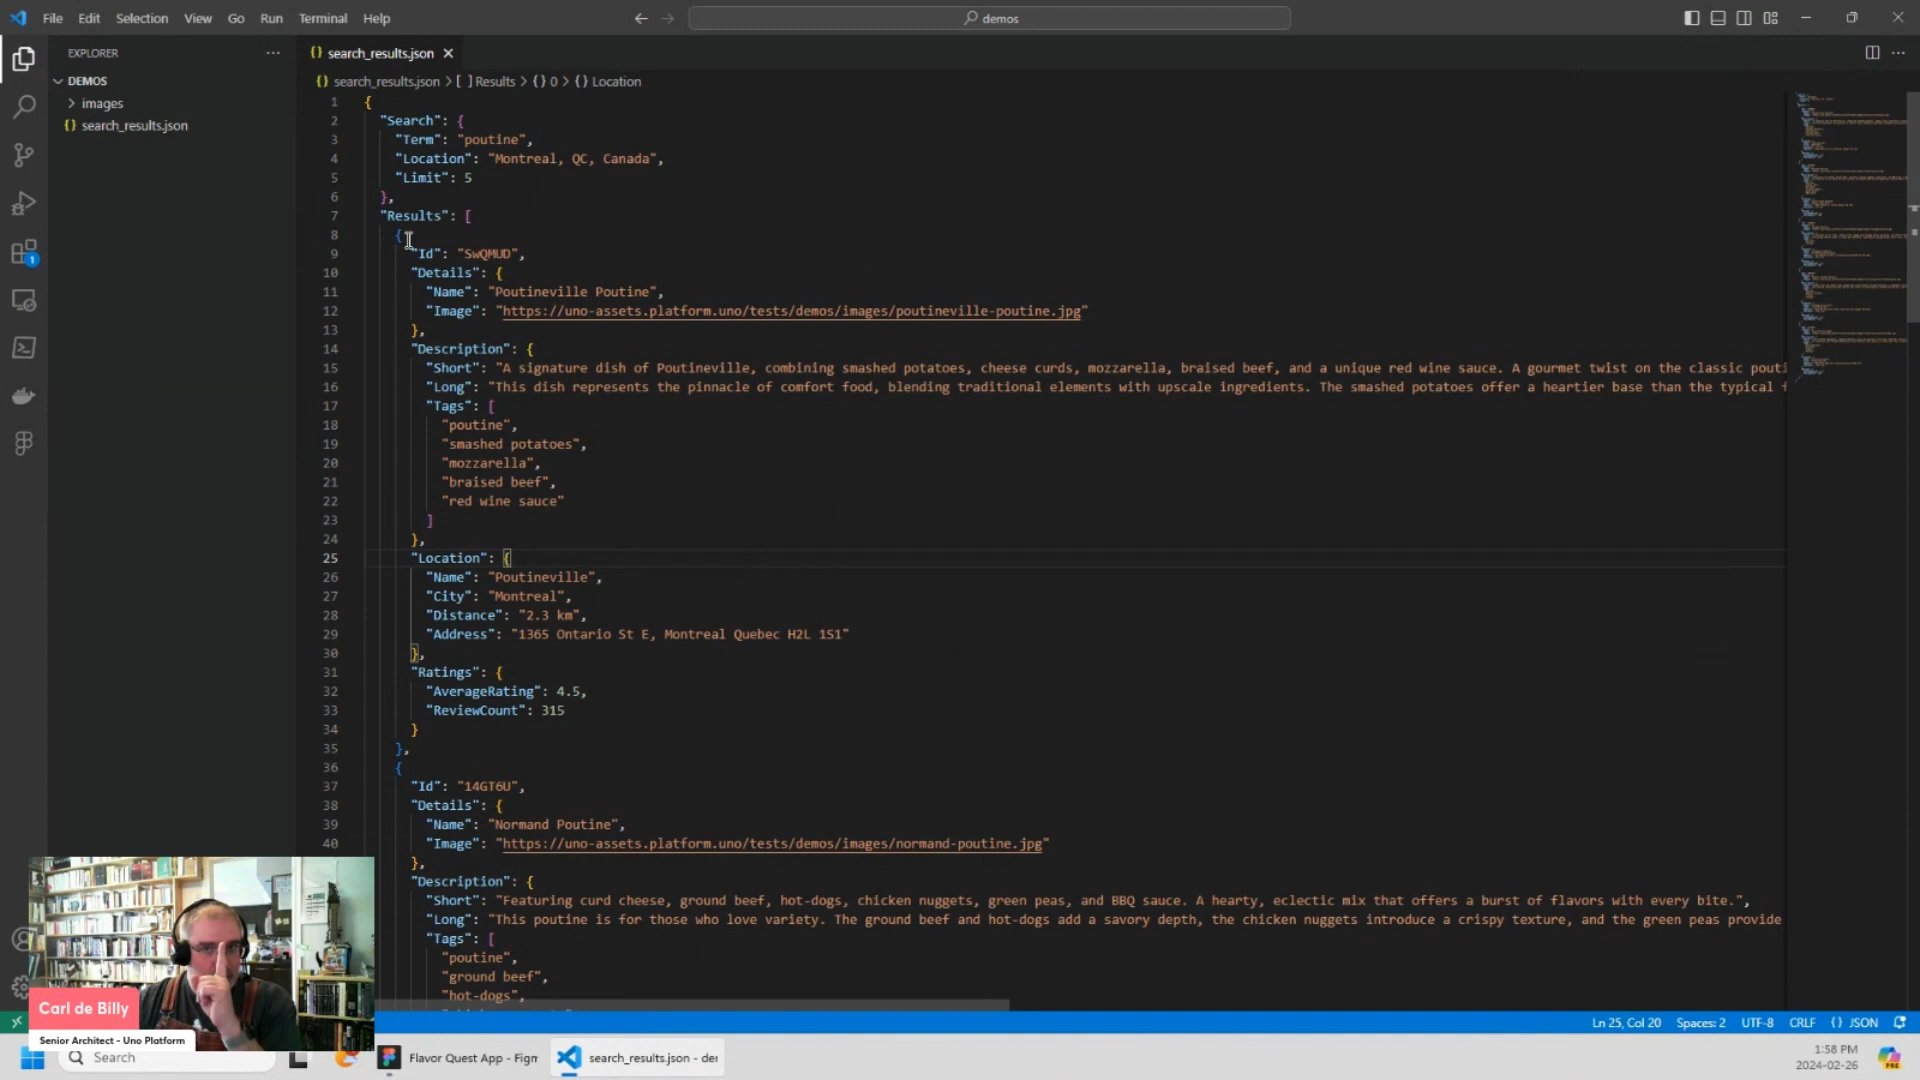 File Edit Selection View Go Run Terminal Help
demos
EXPLORER
search_results.json
DEMOS
search_results.json > [ ] Results > {} 0 > {} Location
images
{} search_results.json
1 {
2 "Search": {
3 "Term": "poutine",
4 "Location": "Montreal, QC, Canada",
5 "Limit": 5
6 },
7 "Results": [
8 {
9 "Id": "SwQMUD",
10 "Details": {
11 "Name": "Poutineville Poutine",
12 "Image": "https://uno-assets.platform.uno/tests/demos/images/poutineville-poutine.jpg"
13 },
14 "Description": {
15 "Short": "A signature dish of Poutineville, combining smashed potatoes, cheese curds, mozzarella, braised beef, and a unique red wine sauce. A gourmet twist on the classic pouti
16 "Long": "This dish represents the pinnacle of comfort food, blending traditional elements with upscale ingredients. The smashed potatoes offer a heartier base than the typical f
17 "Tags": [
18 "poutine",
19 "smashed potatoes",
20 "mozzarella",
21 "braised beef",
22 "red wine sauce"
23 ]
24 },
25 "Location": {
26 "Name": "Poutineville",
27 "City": "Montreal",
28 "Distance": "2.3 km",
29 "Address": "1365 Ontario St E, Montreal Quebec H2L 1S1"
30 },
31 "Ratings": {
32 "AverageRating": 4.5,
33 "ReviewCount": 315
34 }
35 },
36 {
37 "Id": "14GT6U",
38 "Details": {
39 "Name": "Normand Poutine",
40 "Image": "https://uno-assets.platform.uno/tests/demos/images/normand-poutine.jpg"
},
"Description": {
"Short": "Featuring curd cheese, ground beef, hot-dogs, chicken nuggets, green peas, and BBQ sauce. A hearty, eclectic mix that offers a burst of flavors with every bite.",
"Long": "This poutine is for those who love variety. The ground beef and hot-dogs add a savory depth, the chicken nuggets introduce a crispy texture, and the green peas provide
"Tags": [
"poutine",
"ground beef",
"hot-dogs",
1
Carl de Billy
Senior Architect - Uno Platform
Ln 25, Col 20 Spaces: 2 UTF-8 CRLF {} JSON
Search
Flavor Quest App - Figm
search_results.json - der
1:58 PM
2024-02-26